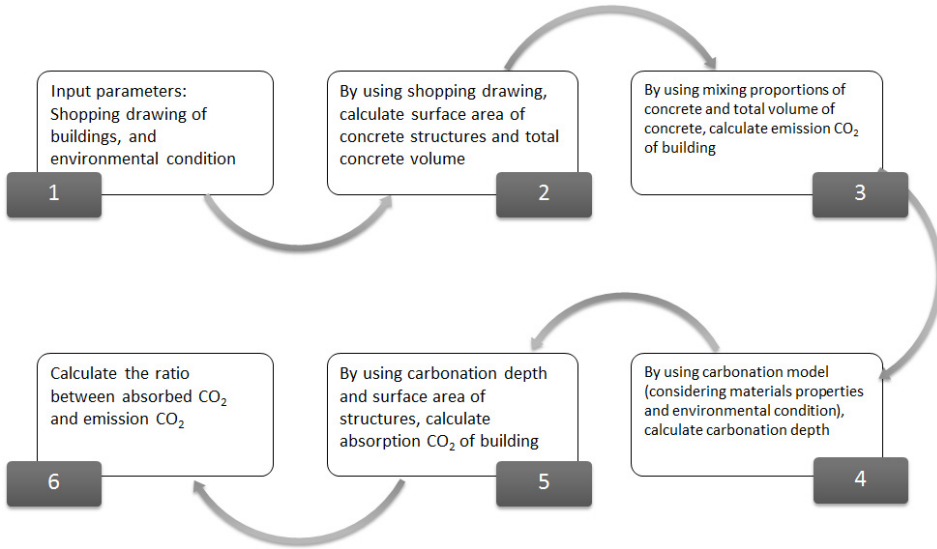 Input parameters:
Shopping drawing of
buildings, and
environmental condition
1
By using shopping drawing,
calculate surface area of
concrete structures and total
concrete volume
2
By using mixing proportions of
concrete and total volume of
concrete, calculate emission CO₂
of building
3
By using carbonation model
(considering materials properties
and environmental condition),
calculate carbonation depth
4
By using carbonation depth
and surface area of
structures, calculate
absorption CO₂ of building
5
Calculate the ratio
between absorbed CO₂
and emission CO₂
6